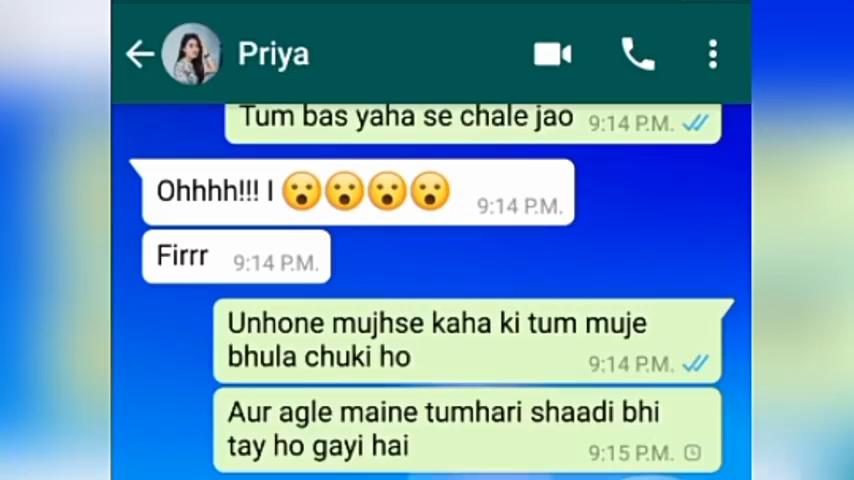 Priya
Tum bas yaha se chale jao 9:14 P.M.
Ohhhh!!! I 😮😮😮😮 9:14 P.M.
Firrr 9:14 P.M.
Unhone mujhse kaha ki tum muje
bhula chuki ho 9:14 P.M.
Aur agle maine tumhari shaadi bhi
tay ho gayi hai 9:15 P.M.